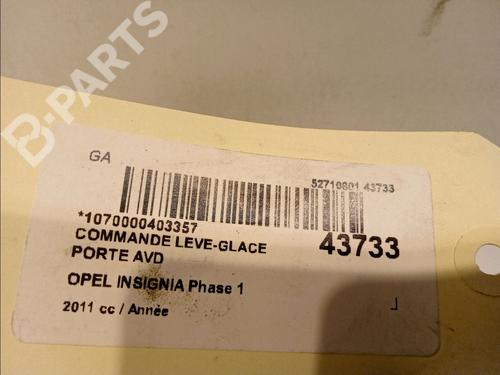 B-PARTS
GA
52710801 43733
*1070000403357
COMMANDE LEVE-GLACE
43733
PORTE AVD
OPEL INSIGNIA Phase 1
2011 cc / Année